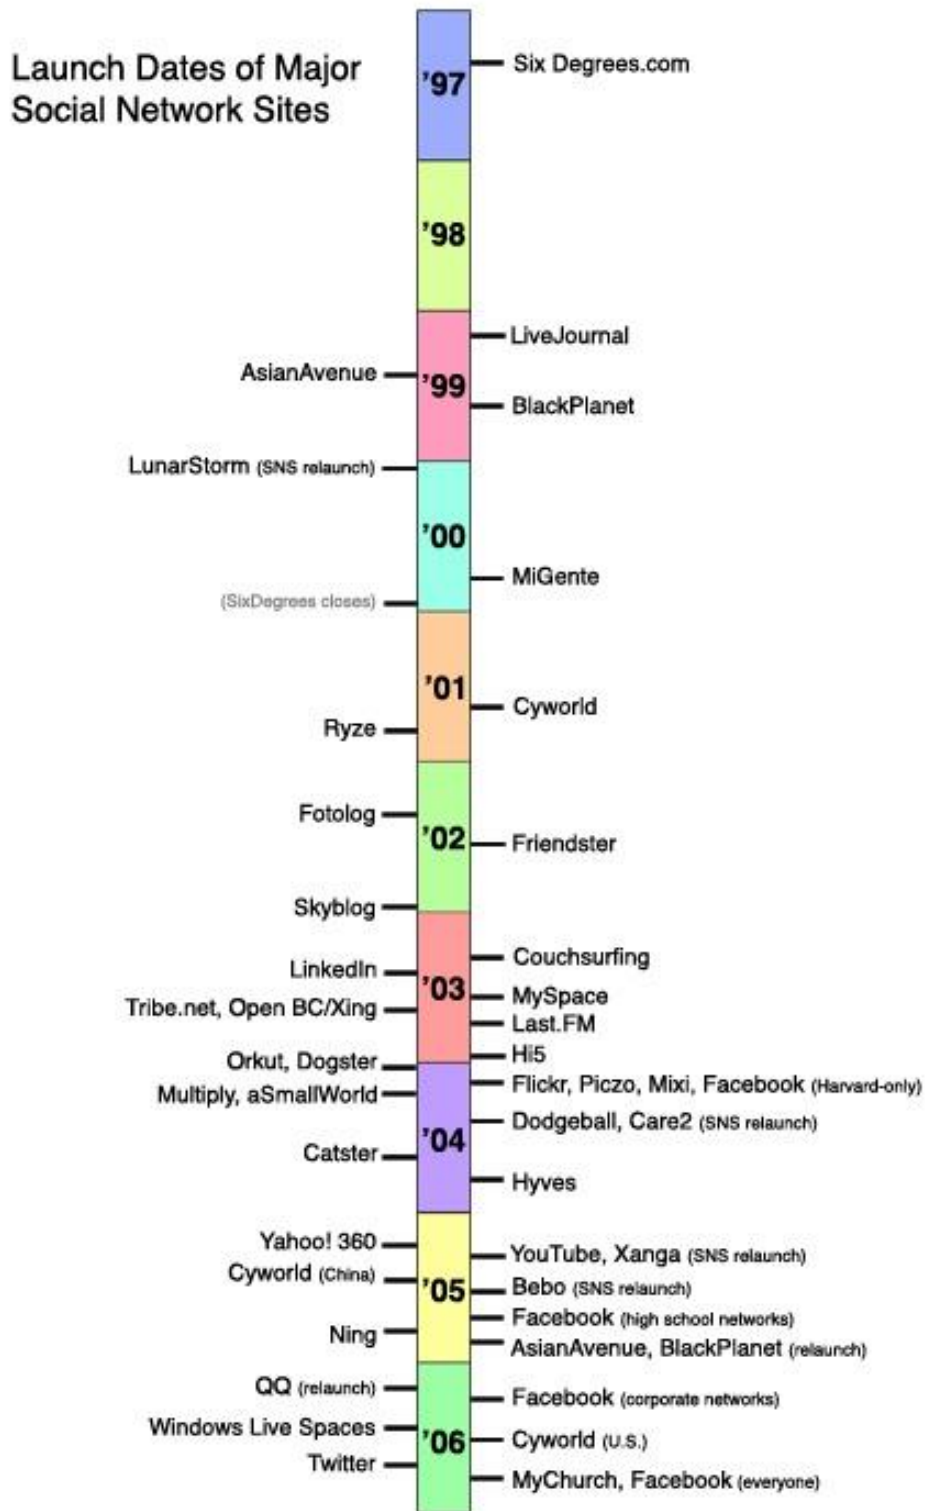 Launch Dates of Major
Social Network Sites
'97
Six Degrees.com
'98
LiveJournal
AsianAvenue
'99
BlackPlanet
LunarStorm (SNS relaunch)
'00
MiGente
(SixDegrees closes)
'01
Cyworld
Ryze
Fotolog
'02
Friendster
Skyblog
Couchsurfing
LinkedIn
'03
MySpace
Tribe.net, Open BC/Xing
Last.FM
Hi5
Orkut, Dogster
Flickr, Piczo, Mixi, Facebook (Harvard-only)
Multiply, aSmallWorld
Dodgeball, Care2 (SNS relaunch)
'04
Catster
Hyves
Yahoo! 360
YouTube, Xanga (SNS relaunch)
Cyworld (China)
'05
Bebo (SNS relaunch)
Facebook (high school networks)
Ning
AsianAvenue, BlackPlanet (relaunch)
QQ (relaunch)
Facebook (corporate networks)
Windows Live Spaces
'06
Cyworld (U.S.)
Twitter
MyChurch, Facebook (everyone)